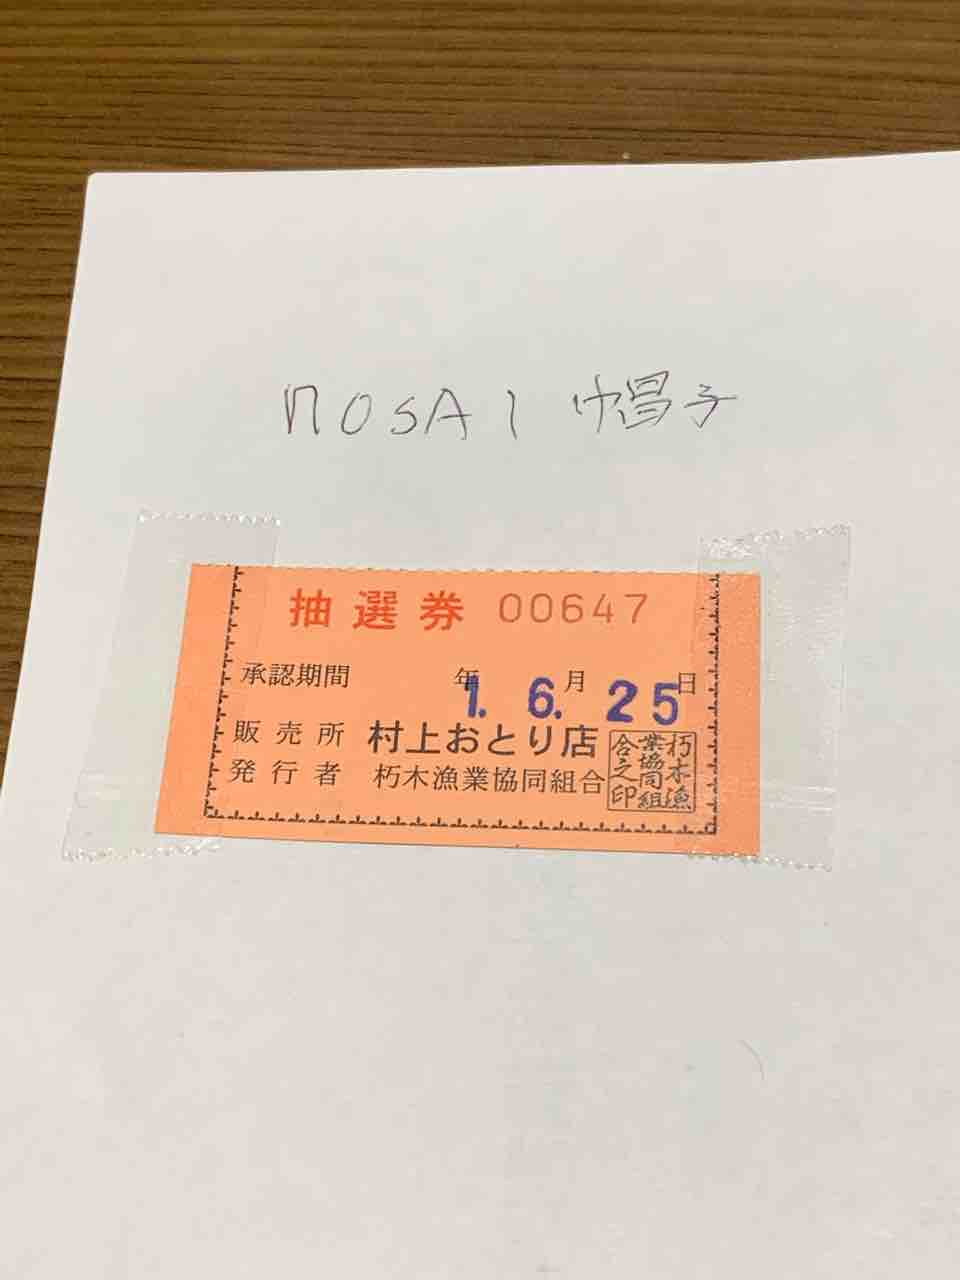 nosai 帽子
抽選券 00647
承認期間 年 月 日
1. 6. 25
販売所 村上おとり店
発行者 朽木漁業協同組合
朽木漁
業協同組
合之印